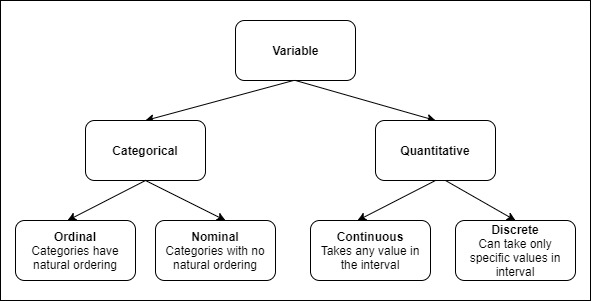 Variable
Categorical
Quantitative
Ordinal
Categories have
natural ordering
Nominal
Categories with no
natural ordering
Continuous
Takes any value in
the interval
Discrete
Can take only
specific values in
interval